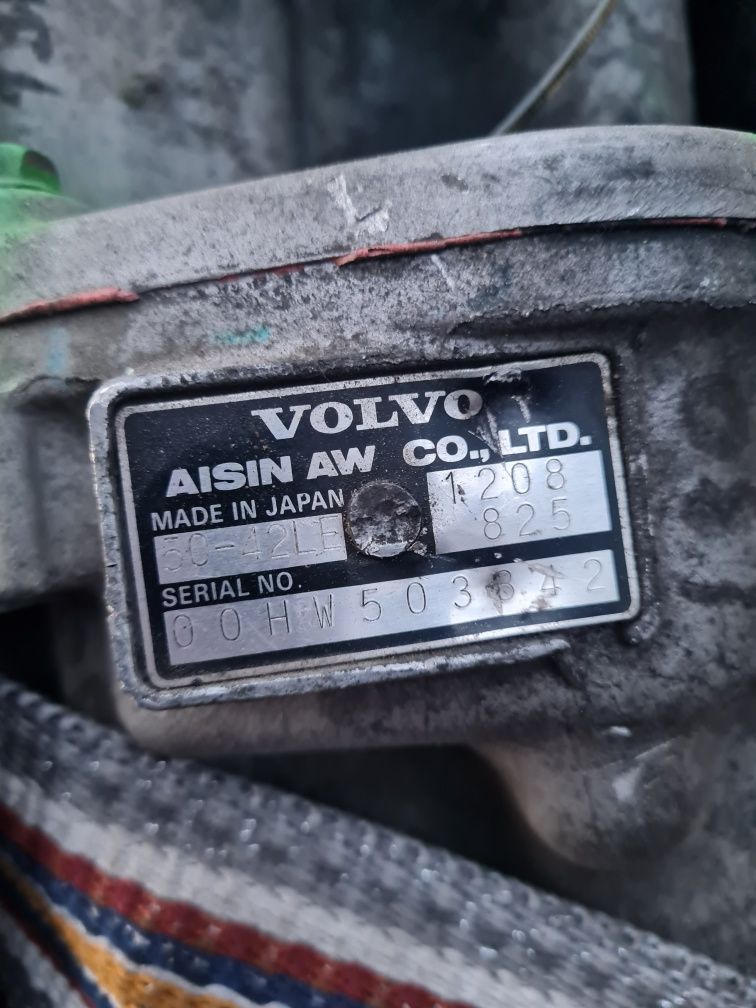 VOLVO
AISIN AW CO., LTD.
MADE IN JAPAN
1208
50-42LE
825
SERIAL NO.
00HW503842